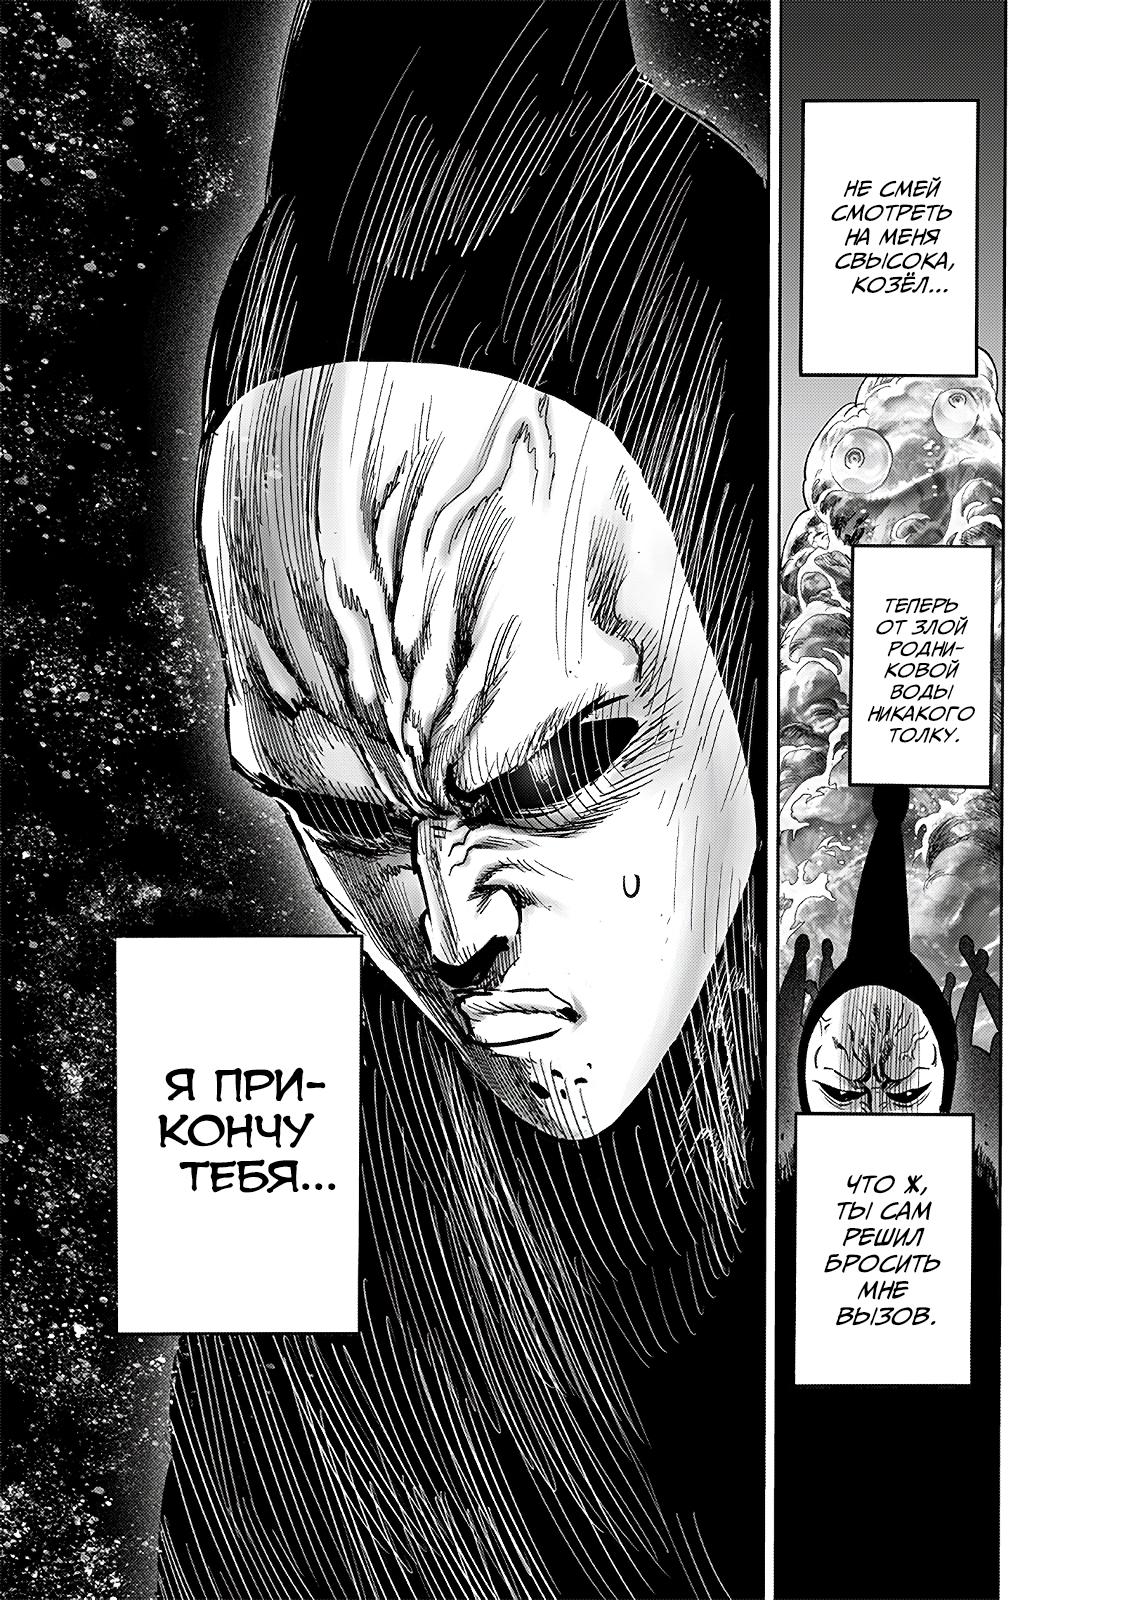 НЕ СМЕЙ
СМОТРЕТЬ
НА МЕНЯ
СВЫСОКА,
КОЗЁЛ...
ТЕПЕРЬ
ОТ ЗЛОЙ
РОДНИ-
КОВОЙ
ВОДЫ
НИКАКОГО
ТОЛКУ.
ЧТО Ж,
ТЫ САМ
РЕШИЛ
БРОСИТЬ
МНЕ
ВЫЗОВ.
Я ПРИ-
КОНЧУ
ТЕБЯ...